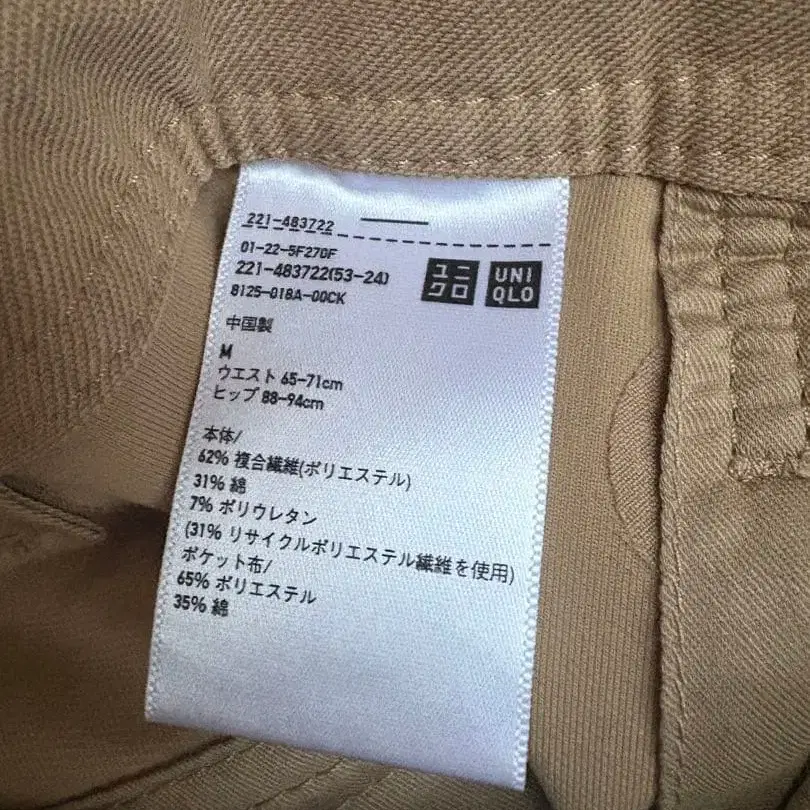 221-483722
01-22-5F270F
221-483722(53-24)
8125-018A-00CK
ユニ
クロ
UNI
QLO
中国製
M
ウエスト 65-71cm
ヒップ 88-94cm
本体/
62% 複合繊維(ポリエステル)
31% 綿
7% ポリウレタン
(31% リサイクルポリエステル繊維を使用)
ポケット布/
65% ポリエステル
35% 綿